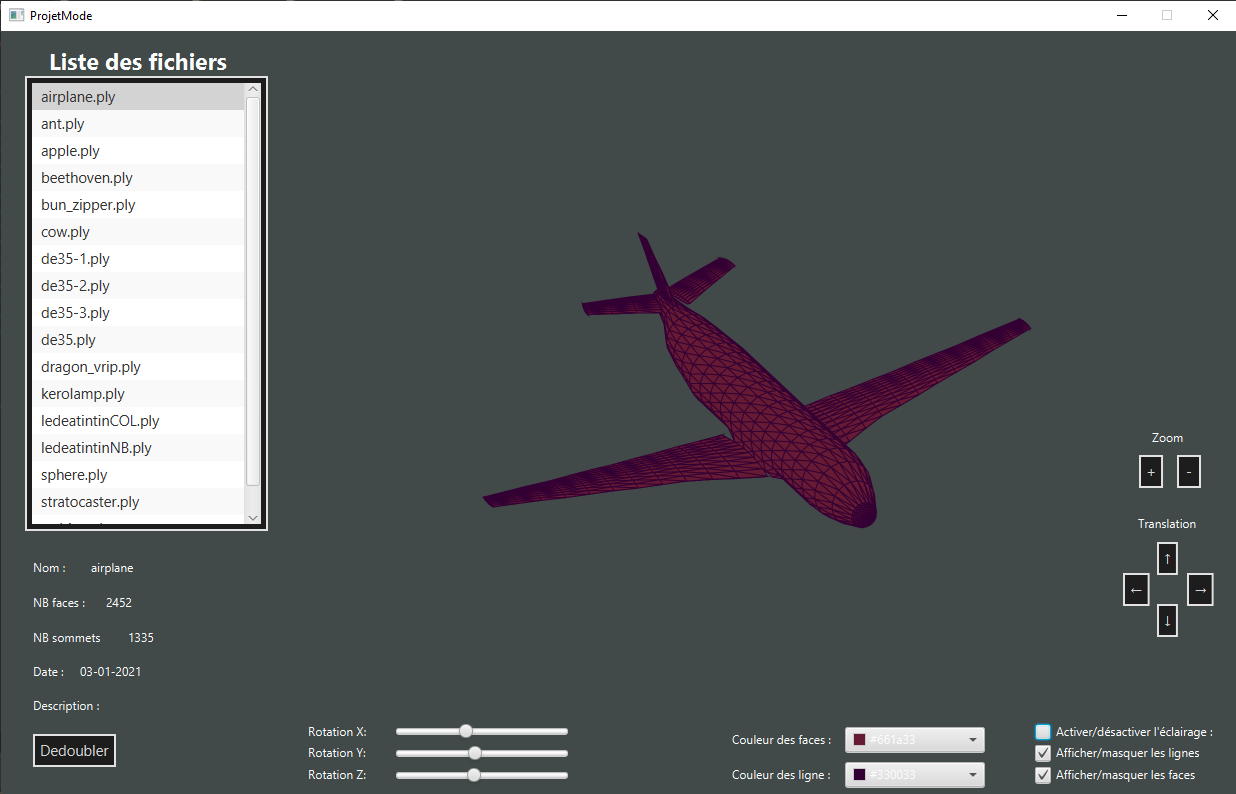 ProjetMode
Liste des fichiers
airplane.ply
ant.ply
apple.ply
beethoven.ply
bun_zipper.ply
cow.ply
de35-1.ply
de35-2.ply
de35-3.ply
de35.ply
dragon_vrip.ply
kerolamp.ply
ledeatintinCOL.ply
ledeatintinNB.ply
sphere.ply
stratocaster.ply
Nom : airplane
NB faces : 2452
NB sommets 1335
Date : 03-01-2021
Description :
Dedoubler
Rotation X:
Rotation Y:
Rotation Z:
Couleur des faces : #661a33
Couleur des ligne : #330033
Zoom
+ -
Translation
↑
← →
↓
Activer/désactiver l'éclairage :
Afficher/masquer les lignes
Afficher/masquer les faces